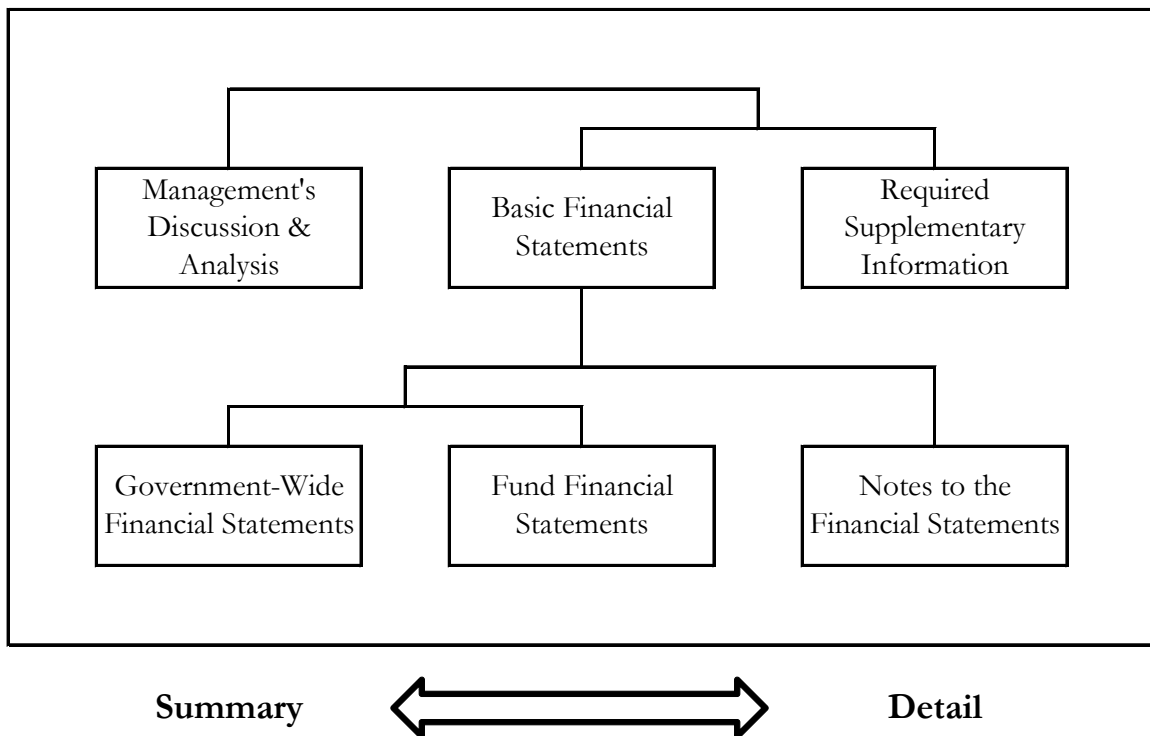 Management's
Discussion &
Analysis
Basic Financial
Statements
Required
Supplementary
Information
Government-Wide
Financial Statements
Fund Financial
Statements
Notes to the
Financial Statements
Summary
Detail